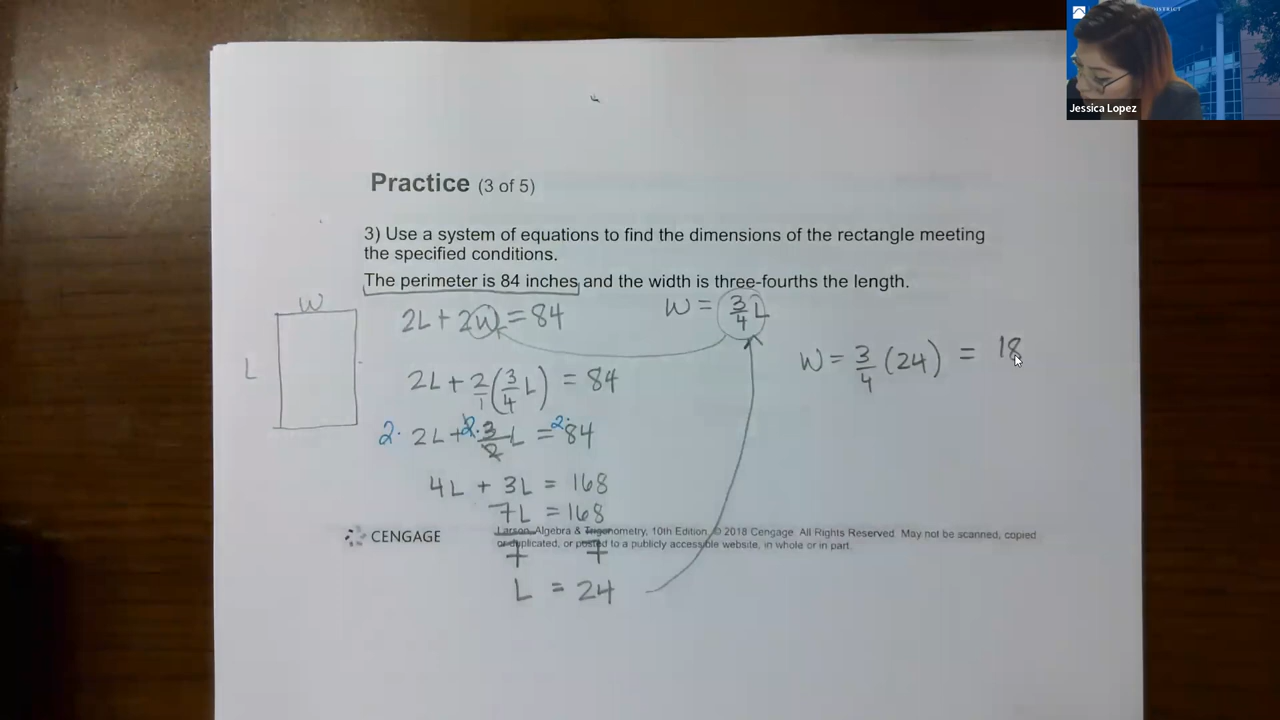 Jessica Lopez
Practice (3 of 5)
3) Use a system of equations to find the dimensions of the rectangle meeting
the specified conditions.
The perimeter is 84 inches and the width is three-fourths the length.
W
L
2L + 2W = 84
W = 3/4 L
2L + 2/1 (3/4 L) = 84
W = 3/4 (24) = 18
2· 2L + 2· 3/2 L = 2· 84
4L + 3L = 168
7L = 168
7 7
L = 24
CENGAGE
Larson, Algebra & Trigonometry, 10th Edition. © 2018 Cengage. All Rights Reserved. May not be scanned, copied
or duplicated, or posted to a publicly accessible website, in whole or in part.